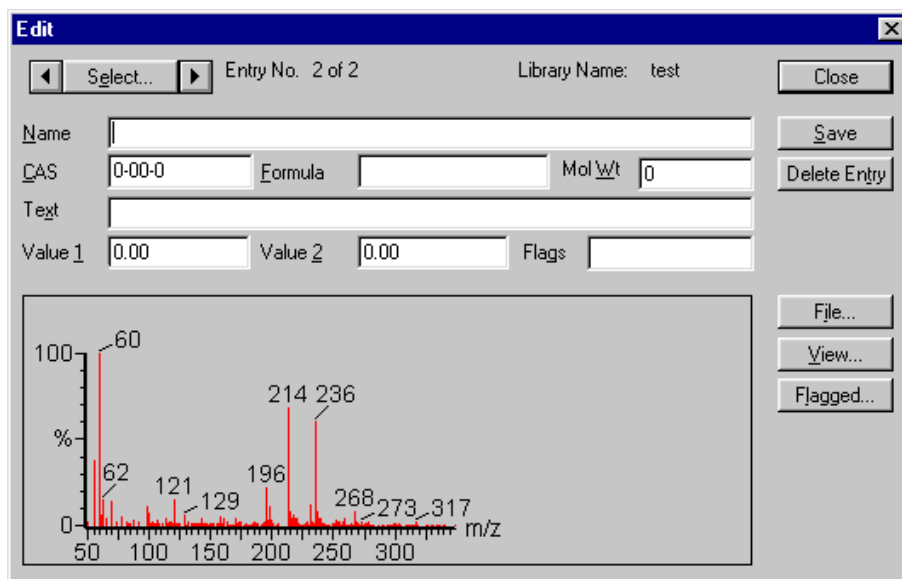 Edit
Select... Entry No. 2 of 2 Library Name: test Close
Name Save
CAS 0-00-0 Formula Mol Wt 0 Delete Entry
Text
Value 1 0.00 Value 2 0.00 Flags
File...
View...
Flagged...
100
%
0
60
62
121
129
196
214
236
268
273
317
50 100 150 200 250 300
m/z